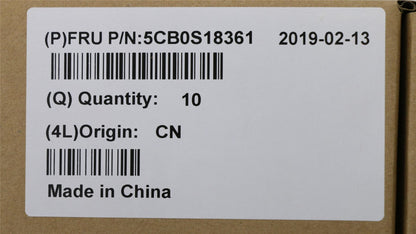 (P)FRU P/N:5CB0S18361 2019-02-13
(Q) Quantity: 10
(4L)Origin: CN
Made in China